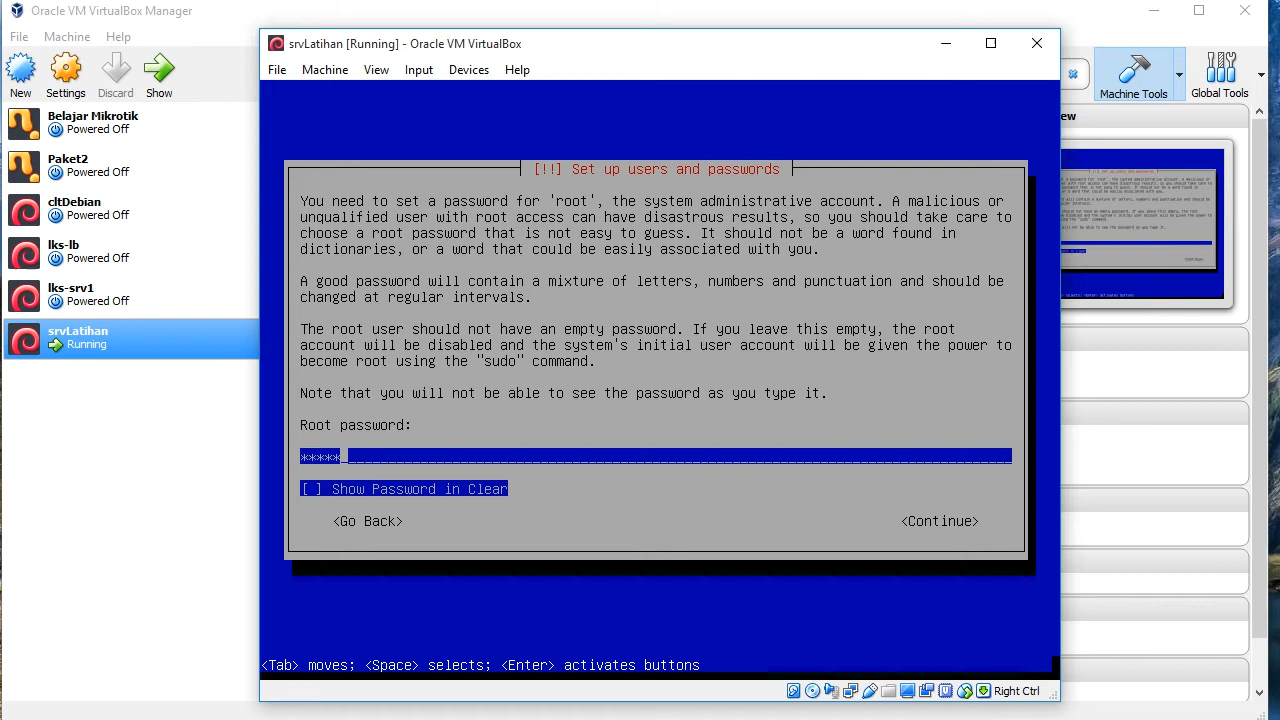 Oracle VM VirtualBox Manager
File Machine Help
New Settings Discard Show
Belajar Mikrotik
Powered Off
Paket2
Powered Off
cltDebian
Powered Off
lks-lb
Powered Off
lks-srv1
Powered Off
srvLatihan
Running
Machine Tools
Global Tools
ew
srvLatihan [Running] - Oracle VM VirtualBox
File Machine View Input Devices Help
[!!] Set up users and passwords
You need to set a password for 'root', the system administrative account. A malicious or
unqualified user with root access can have disastrous results, so you should take care to
choose a root password that is not easy to guess. It should not be a word found in
dictionaries, or a word that could be easily associated with you.
A good password will contain a mixture of letters, numbers and punctuation and should be
changed at regular intervals.
The root user should not have an empty password. If you leave this empty, the root
account will be disabled and the system's initial user account will be given the power to
become root using the "sudo" command.
Note that you will not be able to see the password as you type it.
Root password:
*****
[ ] Show Password in Clear
<Go Back> <Continue>
<Tab> moves; <Space> selects; <Enter> activates buttons
Right Ctrl